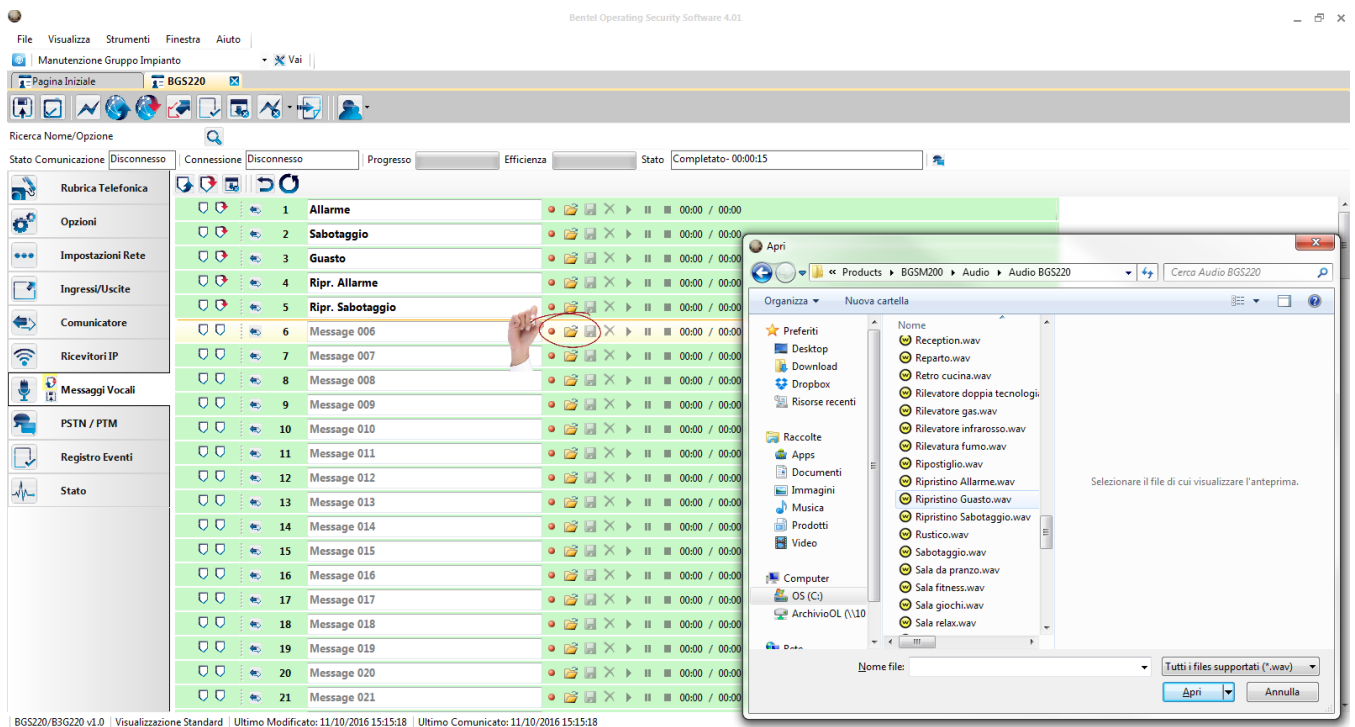 Bentel Operating Security Software 4.01
File Visualizza Strumenti Finestra Aiuto
Manutenzione Gruppo Impianto Vai
Pagina Iniziale BGS220
Ricerca Nome/Opzione
Stato Comunicazione Disconnesso Connessione Disconnesso Progresso Efficienza Stato Completato- 00:00:15
Rubrica Telefonica
Opzioni
Impostazioni Rete
Ingressi/Uscite
Comunicatore
Ricevitori IP
Messaggi Vocali
PSTN / PTM
Registro Eventi
Stato
1 Allarme 00:00 / 00:00
2 Sabotaggio 00:00 / 00:00
3 Guasto 00:00 / 00:00
4 Ripr. Allarme 00:00 / 00:00
5 Ripr. Sabotaggio 00:00 / 00:00
6 Message 006 00:00 / 00:00
7 Message 007 00:00 / 00:00
8 Message 008 00:00 / 00:00
9 Message 009 00:00 / 00:00
10 Message 010 00:00 / 00:00
11 Message 011 00:00 / 00:00
12 Message 012 00:00 / 00:00
13 Message 013 00:00 / 00:00
14 Message 014 00:00 / 00:00
15 Message 015 00:00 / 00:00
16 Message 016 00:00 / 00:00
17 Message 017 00:00 / 00:00
18 Message 018 00:00 / 00:00
19 Message 019 00:00 / 00:00
20 Message 020 00:00 / 00:00
21 Message 021 00:00 / 00:00
Apri
« Products BGSM200 Audio Audio BGS220 Cerca Audio BGS220
Organizza Nuova cartella
Preferiti
Desktop
Download
Dropbox
Risorse recenti
Raccolte
Apps
Documenti
Immagini
Musica
Prodotti
Video
Computer
OS (C:)
ArchivioOL (\\10
Nome
Reception.wav
Reparto.wav
Retro cucina.wav
Rilevatore doppia tecnologi
Rilevatore gas.wav
Rilevatore infrarosso.wav
Rilevatura fumo.wav
Ripostiglio.wav
Ripristino Allarme.wav
Ripristino Guasto.wav
Ripristino Sabotaggio.wav
Rustico.wav
Sabotaggio.wav
Sala da pranzo.wav
Sala fitness.wav
Sala giochi.wav
Sala relax.wav
Selezionare il file di cui visualizzare l'anteprima.
Nome file: Tutti i files supportati (*.wav)
Apri Annulla
BGS220/B3G220 v1.0 Visualizzazione Standard Ultimo Modificato: 11/10/2016 15:15:18 Ultimo Comunicato: 11/10/2016 15:15:18